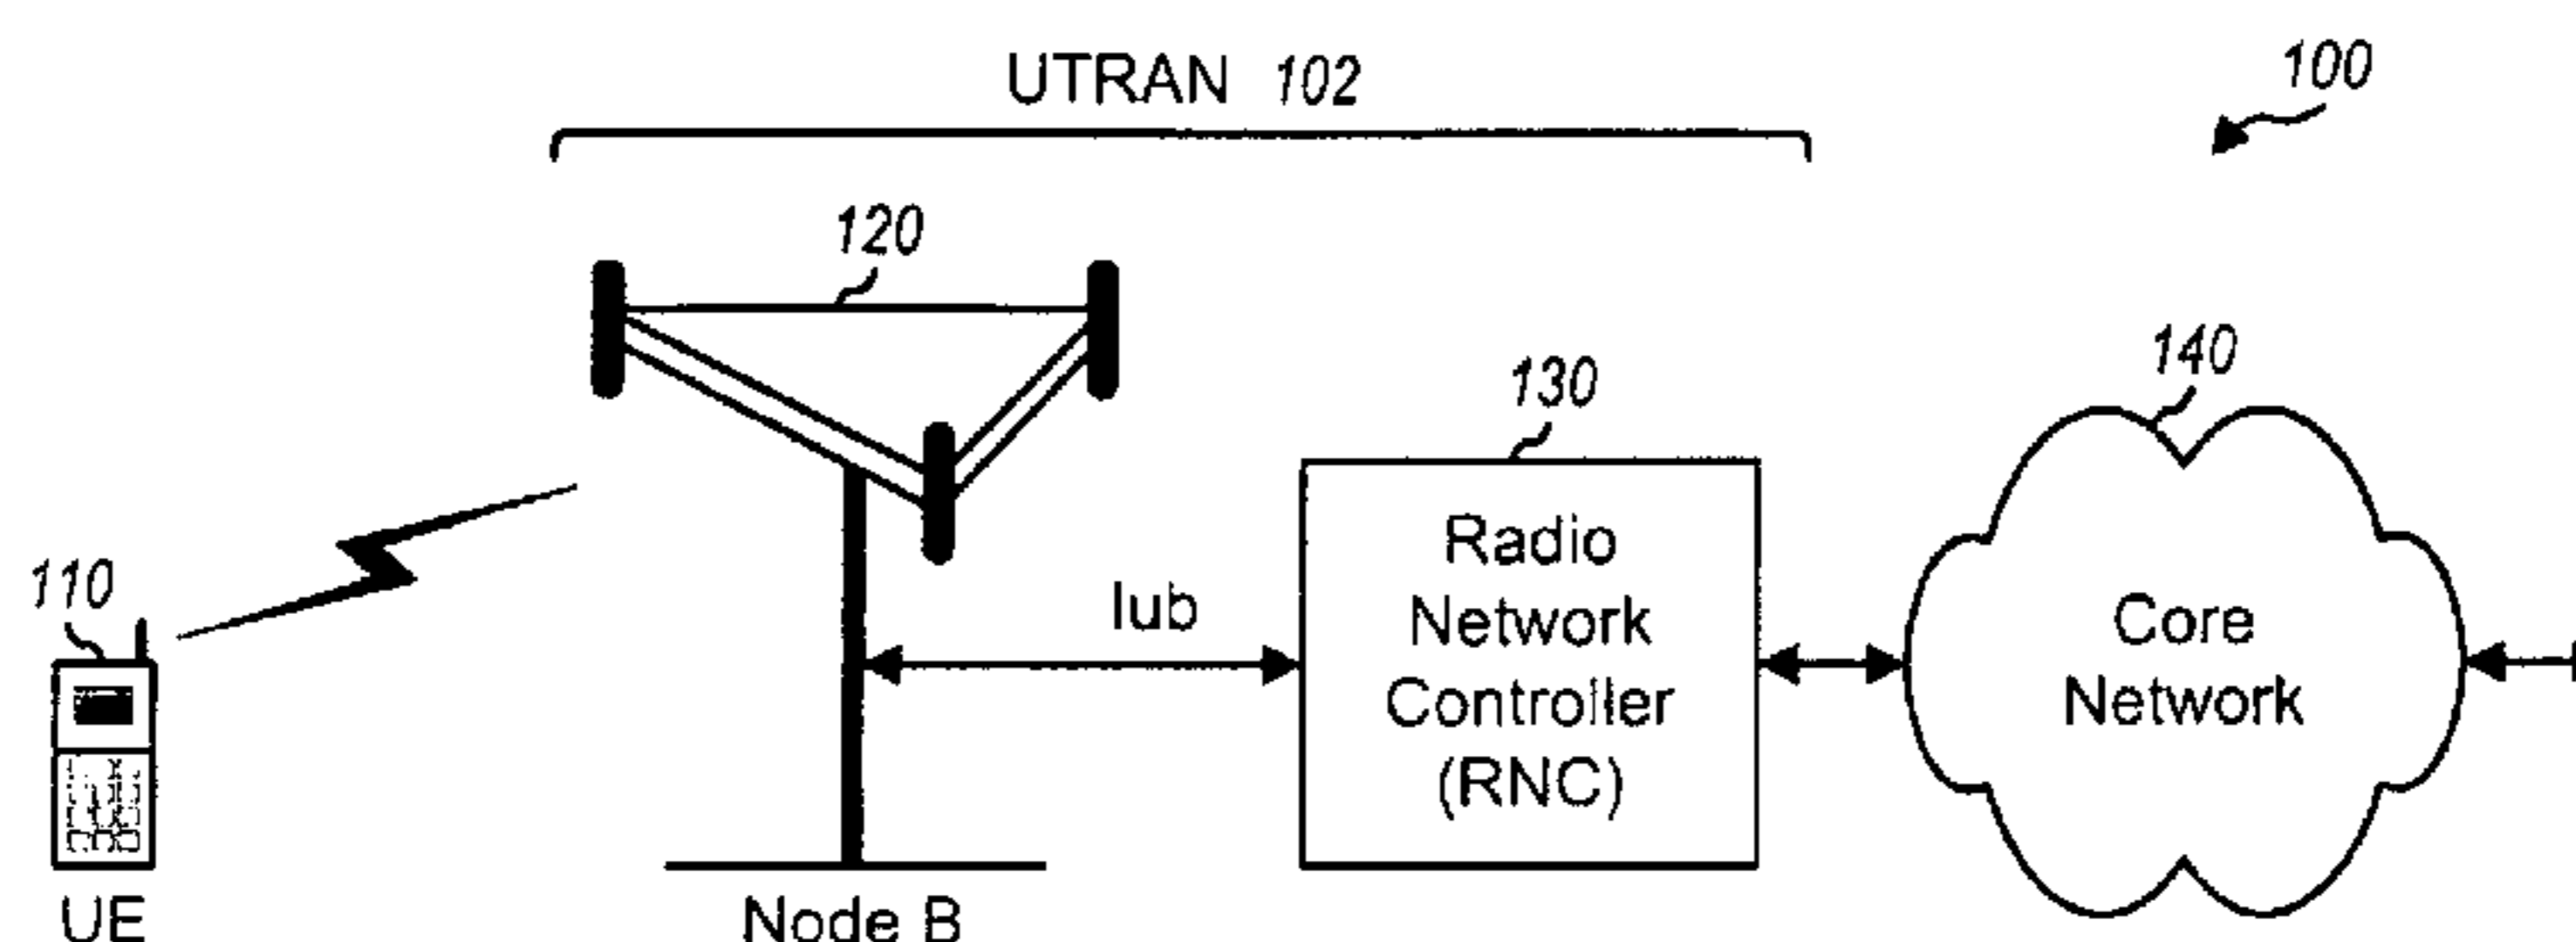 UTRAN 102
100
120
130
140
110
Iub
Radio
Network
Controller
(RNC)
Core
Network
UE
Node B